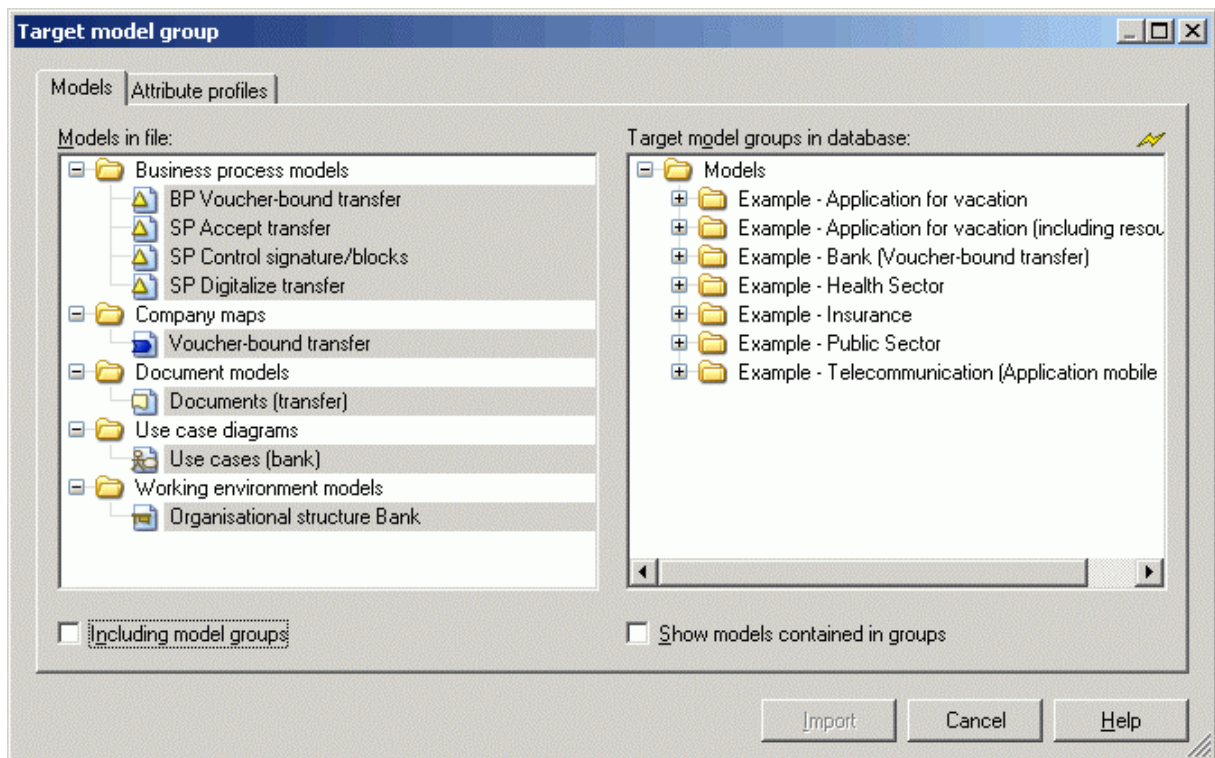 Target model group
Models
Attribute profiles
Models in file:
Business process models
BP Voucher-bound transfer
SP Accept transfer
SP Control signature/blocks
SP Digitalize transfer
Company maps
Voucher-bound transfer
Document models
Documents (transfer)
Use case diagrams
Use cases (bank)
Working environment models
Organisational structure Bank
Including model groups
Target model groups in database:
Models
Example - Application for vacation
Example - Application for vacation (including resou
Example - Bank (Voucher-bound transfer)
Example - Health Sector
Example - Insurance
Example - Public Sector
Example - Telecommunication (Application mobile
Show models contained in groups
Import
Cancel
Help